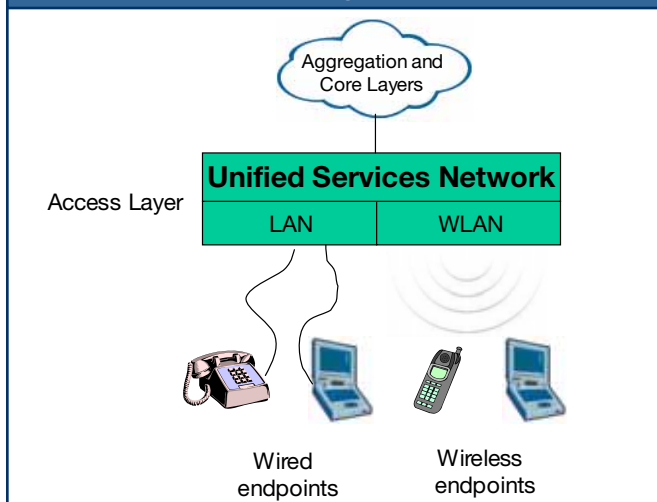 Aggregation and
Core Layers
Unified Services Network
Access Layer
LAN
WLAN
Wired
endpoints
Wireless
endpoints